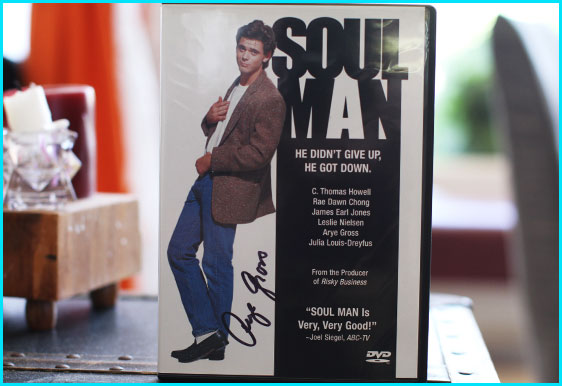 SOUL
MAN
HE DIDN'T GIVE UP,
HE GOT DOWN.
C. Thomas Howell
Rae Dawn Chong
James Earl Jones
Leslie Nielsen
Arye Gross
Julia Louis-Dreyfus
From the Producer
of Risky Business
"SOUL MAN Is
Very, Very Good!"
–Joel Siegel, ABC-TV
DVD
Arye Gross